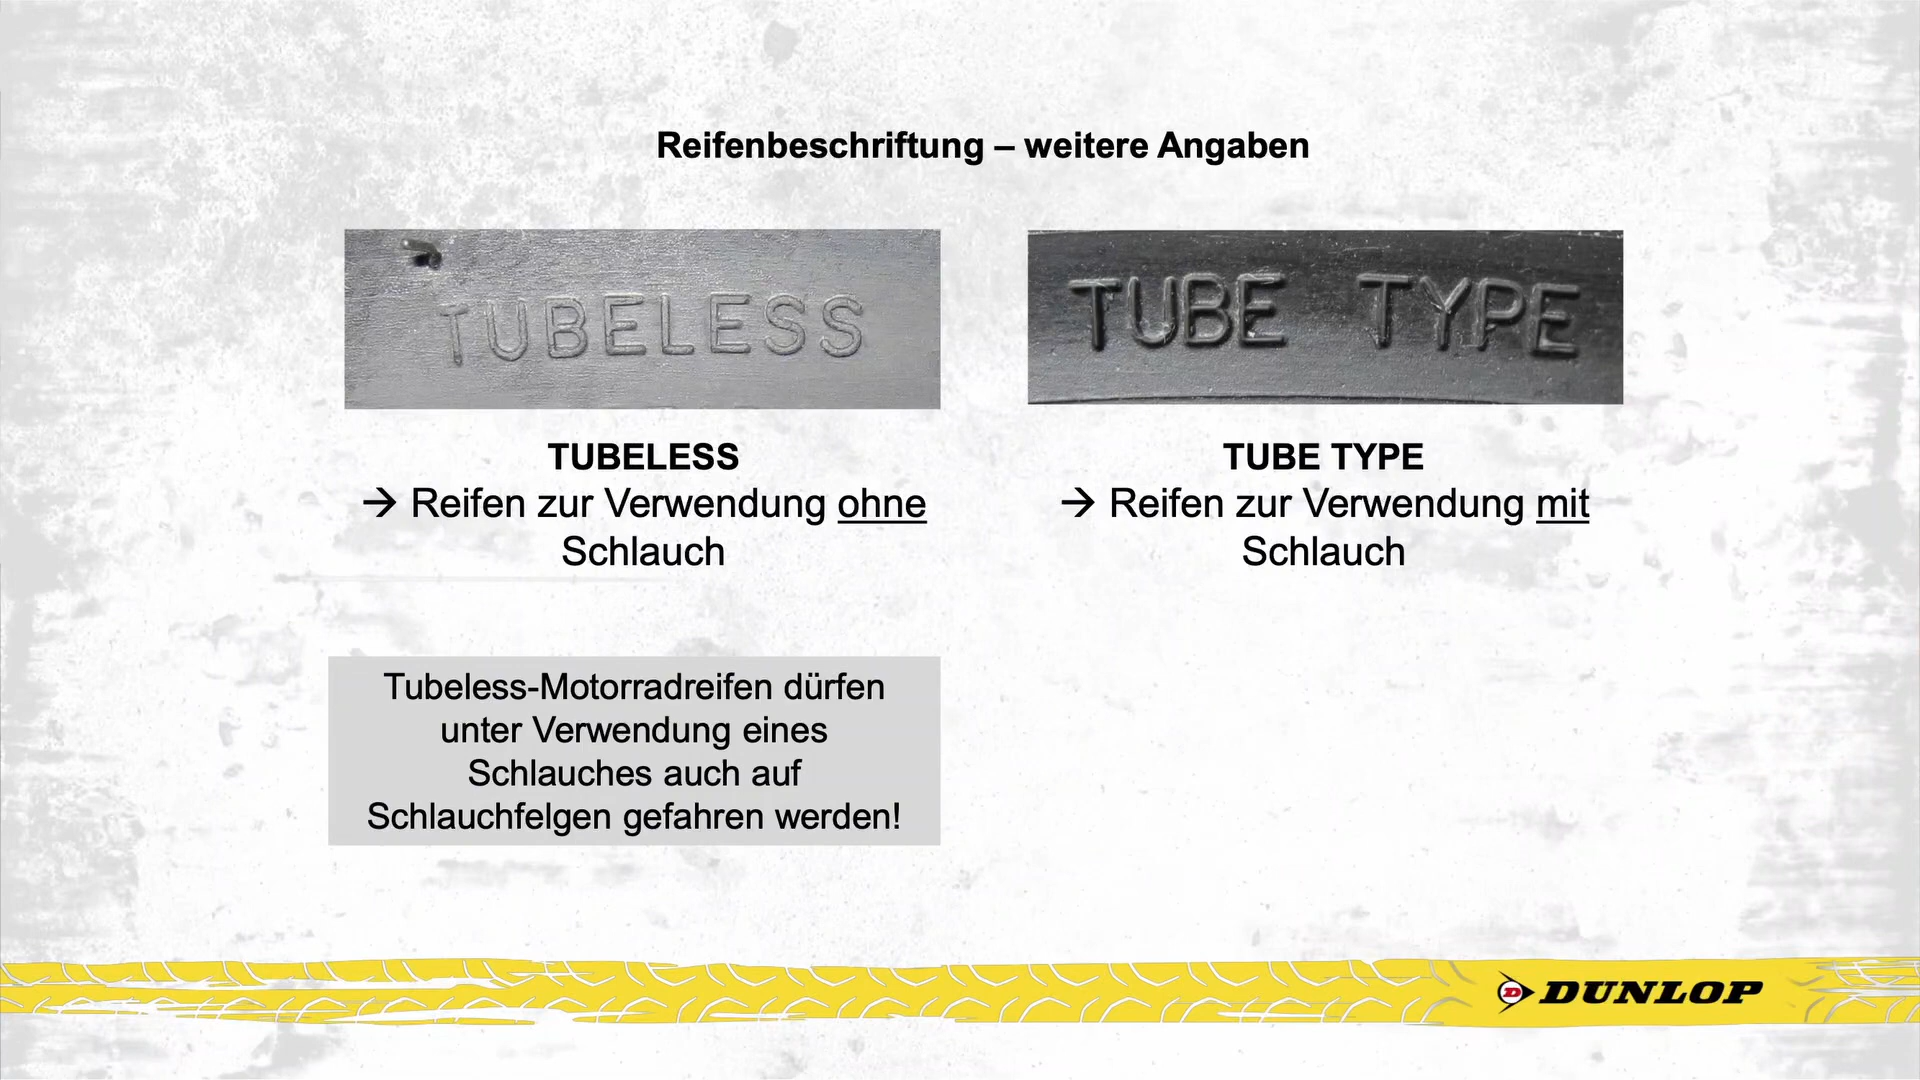 Reifenbeschriftung – weitere Angaben
TUBELESS
TUBE TYPE
TUBELESS
→ Reifen zur Verwendung ohne
Schlauch
TUBE TYPE
→ Reifen zur Verwendung mit
Schlauch
Tubeless-Motorradreifen dürfen
unter Verwendung eines
Schlauches auch auf
Schlauchfelgen gefahren werden!
D DUNLOP